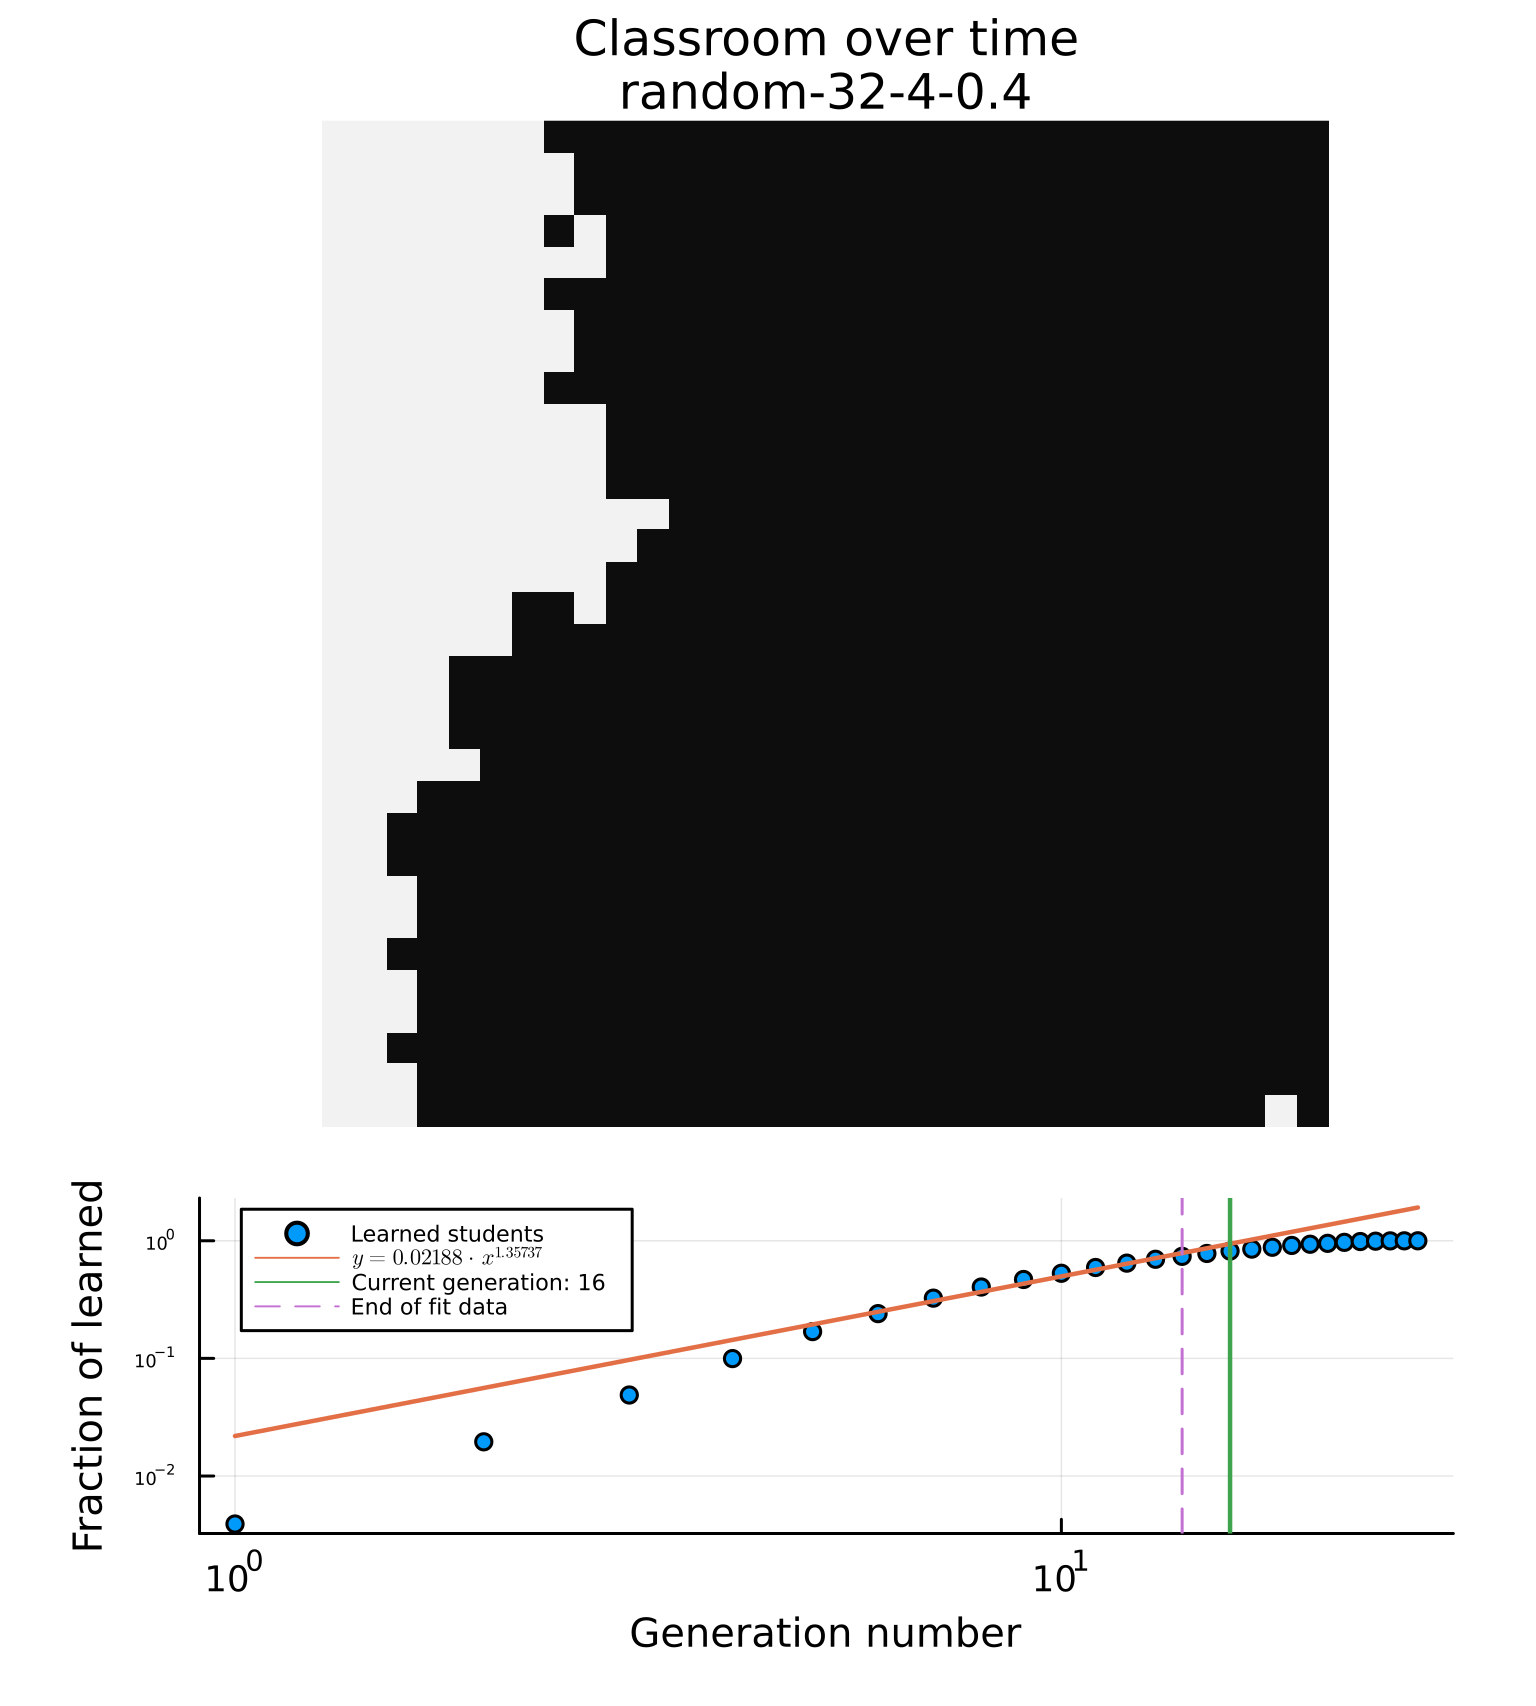 Classroom over time
random-32-4-0.4
Learned students
y = 0.02188 · x^1.35737
Current generation: 16
End of fit data
Fraction of learned
10^0
10^-1
10^-2
10^0
10^1
Generation number